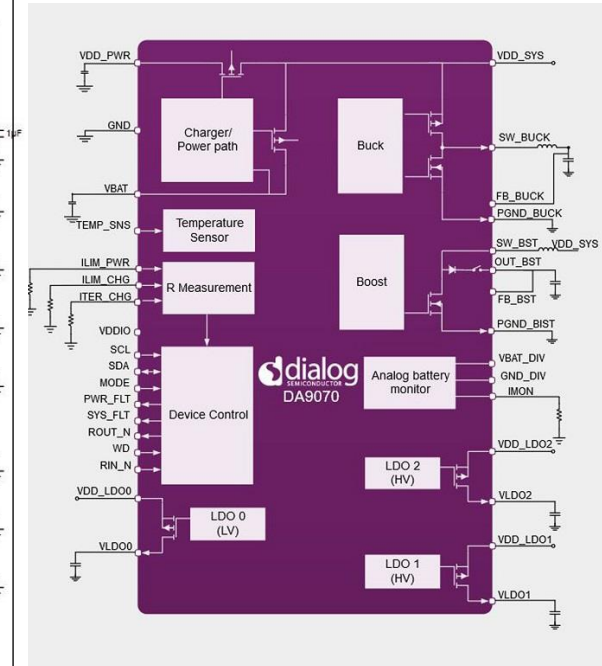 VDD_PWR
VDD_SYS
1μF
GND
Charger/
Power path
Buck
SW_BUCK
VBAT
FB_BUCK
PGND_BUCK
TEMP_SNS
Temperature
Sensor
SW_BST
VDD_SYS
OUT_BST
ILIM_PWR
ILIM_CHG
ITER_CHG
R Measurement
Boost
FB_BST
VDDIO
PGND_BIST
SCL
SDA
MODE
PWR_FLT
SYS_FLT
ROUT_N
WD
RIN_N
Device Control
dialog
SEMICONDUCTOR
DA9070
Analog battery
monitor
VBAT_DIV
GND_DIV
IMON
VDD_LDO2
LDO 2
(HV)
VLDO2
VDD_LDO0
LDO 0
(LV)
VLDO0
VDD_LDO1
LDO 1
(HV)
VLDO1